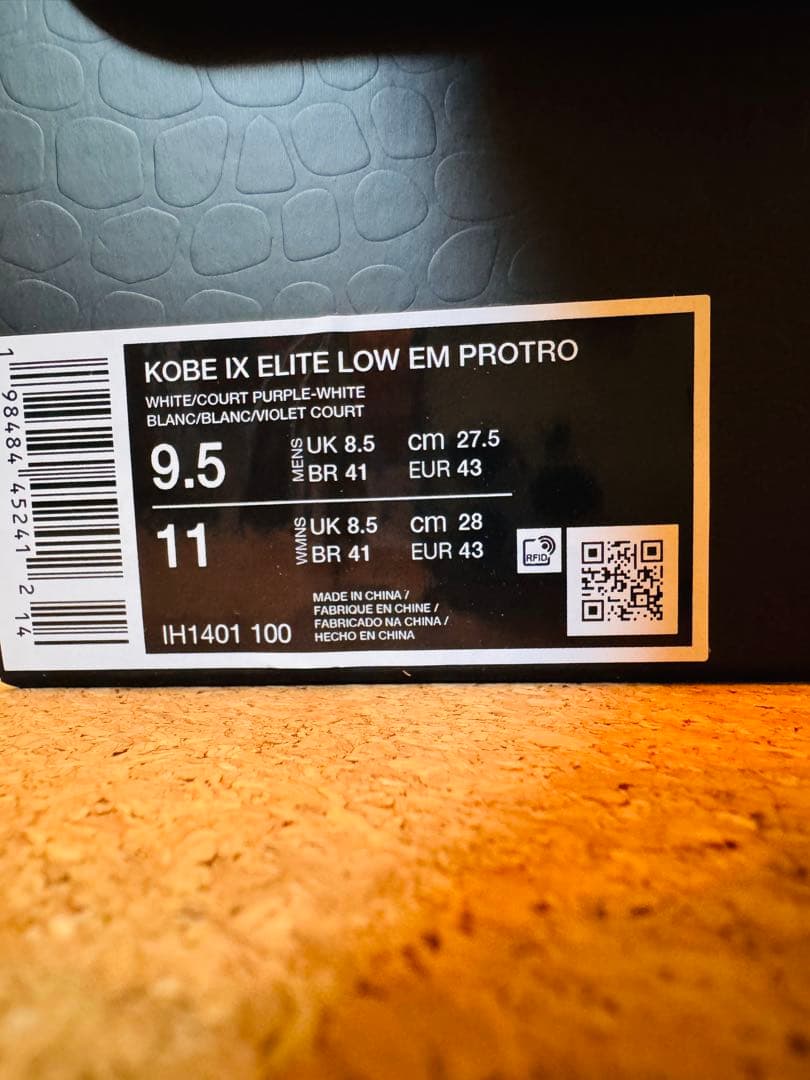 KOBE IX ELITE LOW EM PROTRO
WHITE/COURT PURPLE-WHITE
BLANC/BLANC/VIOLET COURT
9.5 MENS UK 8.5 cm 27.5
BR 41 EUR 43
11 WMNS UK 8.5 cm 28
BR 41 EUR 43
RFID
IH1401 100
MADE IN CHINA /
FABRIQUE EN CHINE /
FABRICADO NA CHINA /
HECHO EN CHINA
1 98484 45241 2 14